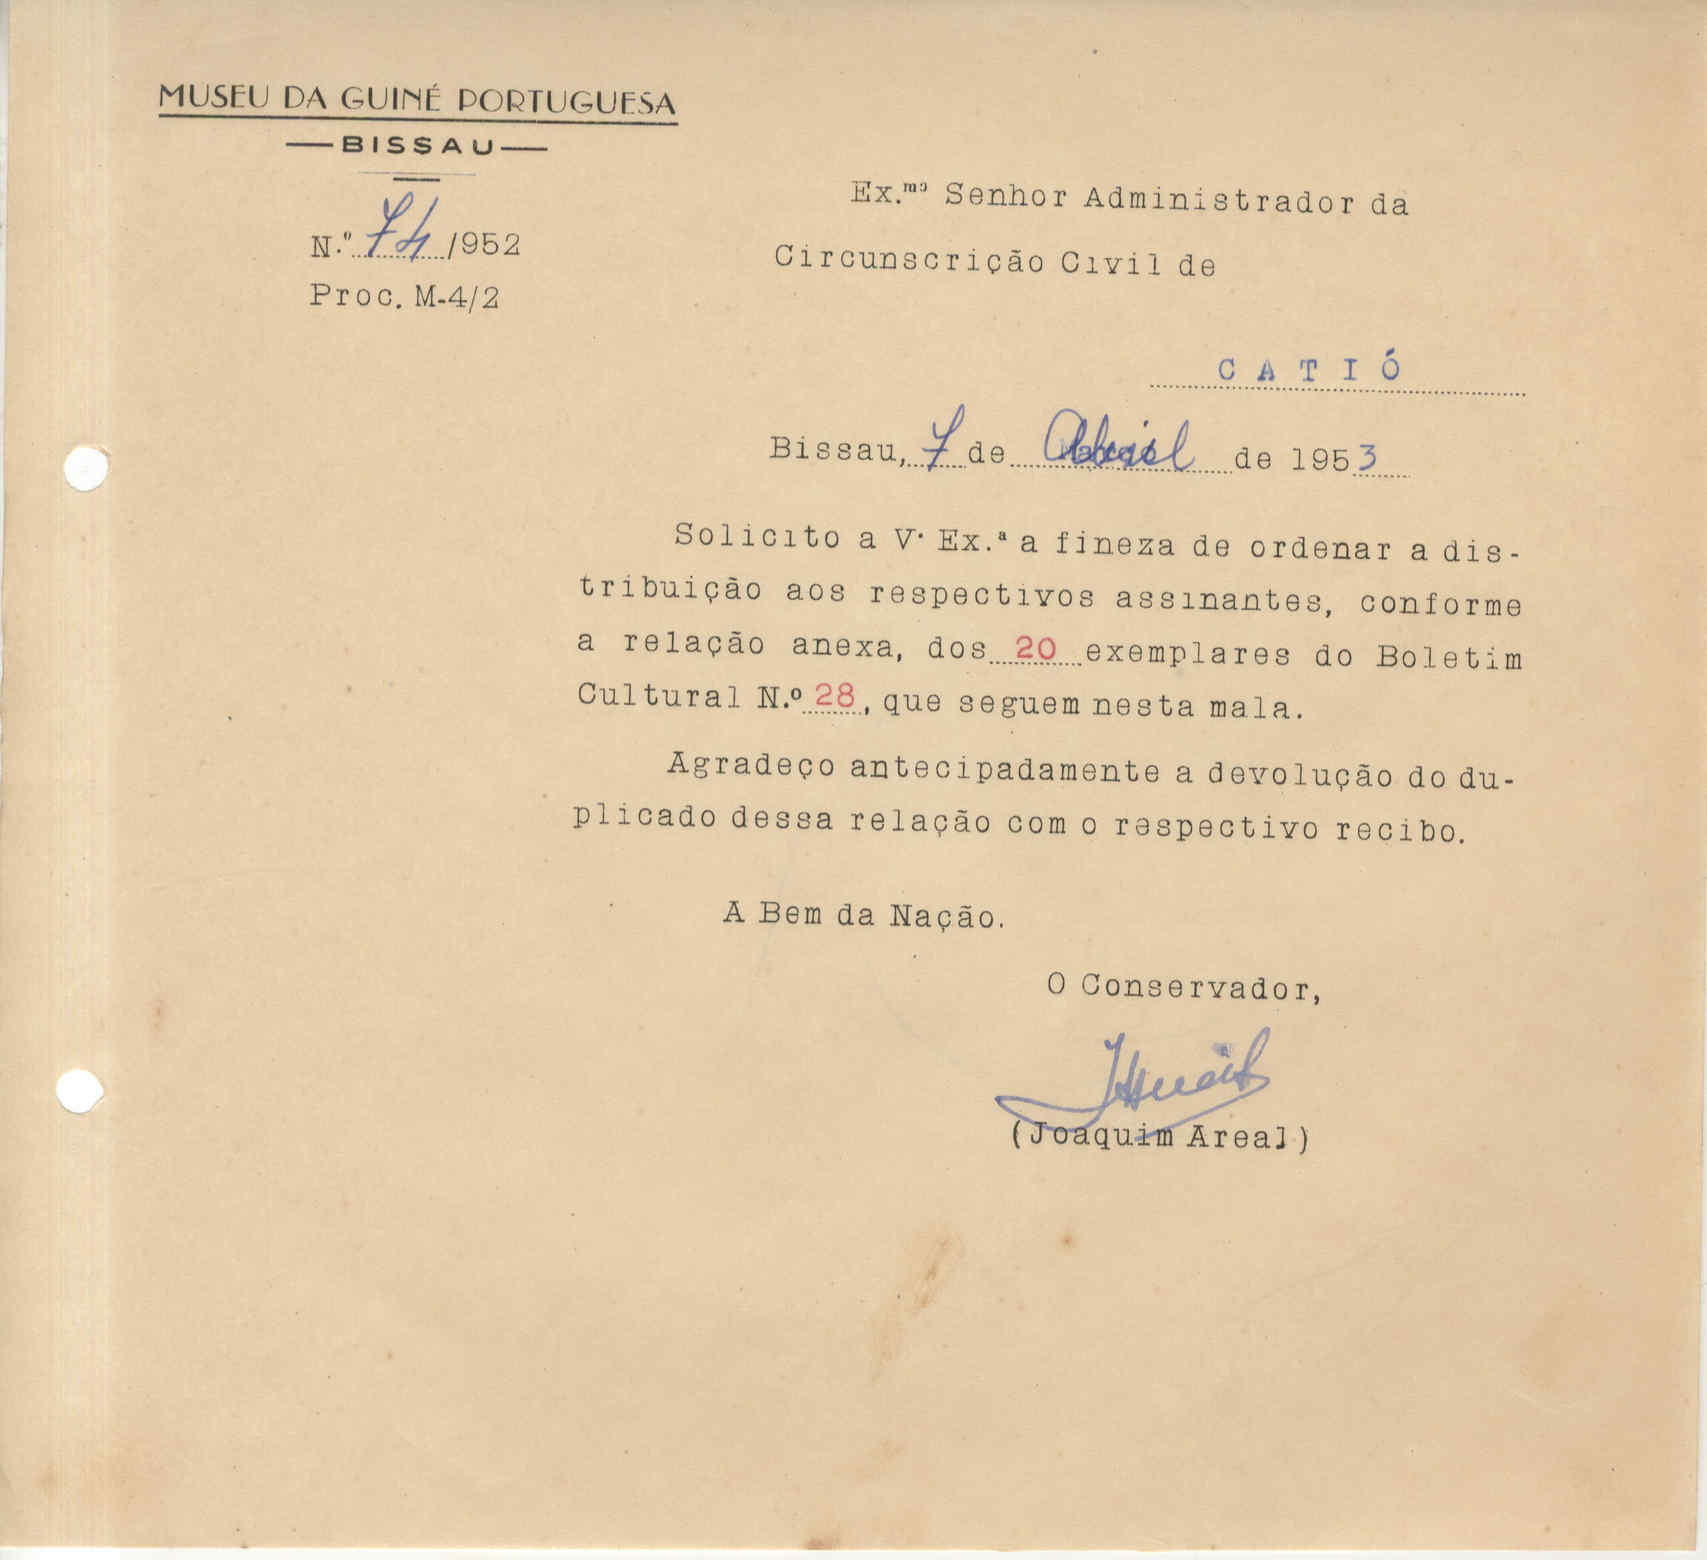 MUSEU DA GUINÉ PORTUGUESA
—BISSAU—
N.º 74/952
Proc. M-4/2
Ex.mo Senhor Administrador da
Circunscrição Civil de
CATIÓ
Bissau, 7 de Abril de 1953
Solicito a V. Ex.ª a fineza de ordenar a dis-
tribuição aos respectivos assinantes, conforme
a relação anexa, dos 20 exemplares do Boletim
Cultural N.º 28, que seguem nesta mala.
Agradeço antecipadamente a devolução do du-
plicado dessa relação com o respectivo recibo.
A Bem da Nação.
O Conservador,
(Joaquim Areal)